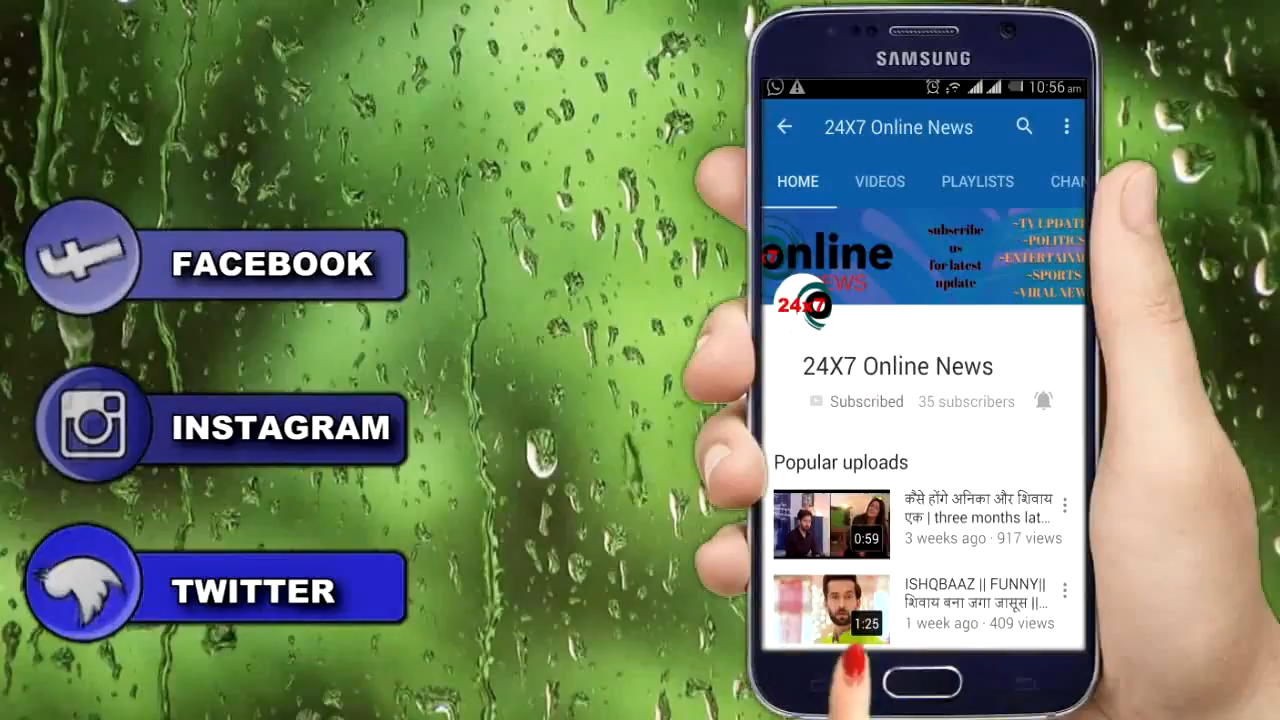 FACEBOOK
INSTAGRAM
TWITTER
SAMSUNG
10:56 am
24X7 Online News
HOME VIDEOS PLAYLISTS CHAN
online
NEWS
subscribe
us
for latest
update
~TV UPDATE
~POLITICS
~ENTERTAINM
~SPORTS
~VIRAL NEW
24x7
24X7 Online News
Subscribed 35 subscribers
Popular uploads
कैसे होंगे अनिका और शिवाय
एक | three months lat...
3 weeks ago · 917 views
0:59
ISHQBAAZ || FUNNY||
शिवाय बना जगा जासूस ||...
1 week ago · 409 views
1:25